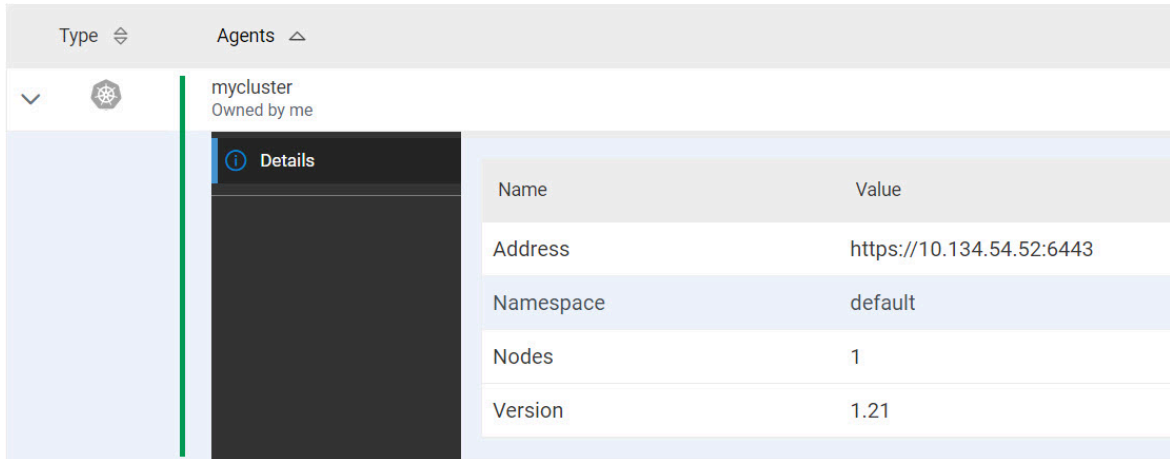 Type Agents
mycluster
Owned by me
Details
Name Value
Address https://10.134.54.52:6443
Namespace default
Nodes 1
Version 1.21